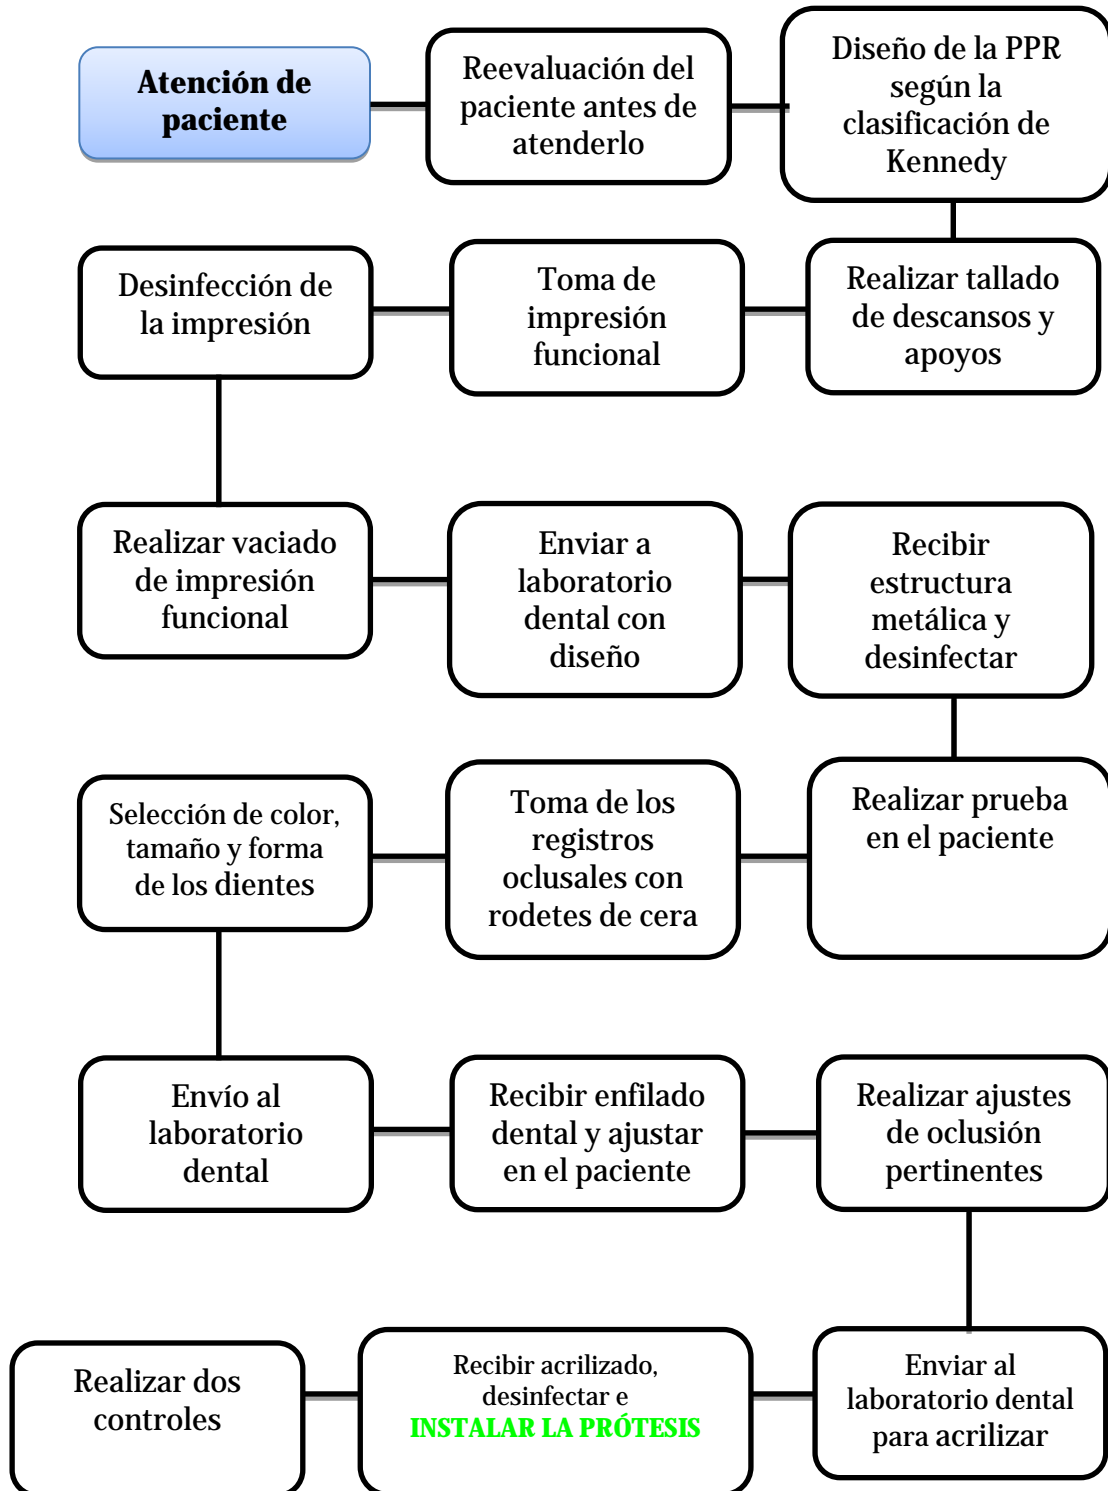 Atención de
paciente
Reevaluación del
paciente antes de
atenderlo
Diseño de la PPR
según la
clasificación de
Kennedy
Realizar tallado
de descansos y
apoyos
Toma de
impresión
funcional
Desinfección de
la impresión
Realizar vaciado
de impresión
funcional
Enviar a
laboratorio
dental con
diseño
Recibir
estructura
metálica y
desinfectar
Realizar prueba
en el paciente
Toma de los
registros
oclusales con
rodetes de cera
Selección de color,
tamaño y forma
de los dientes
Envío al
laboratorio
dental
Recibir enfilado
dental y ajustar
en el paciente
Realizar ajustes
de oclusión
pertinentes
Enviar al
laboratorio dental
para acrilizar
Recibir acrilizado,
desinfectar e
INSTALAR LA PRÓTESIS
Realizar dos
controles